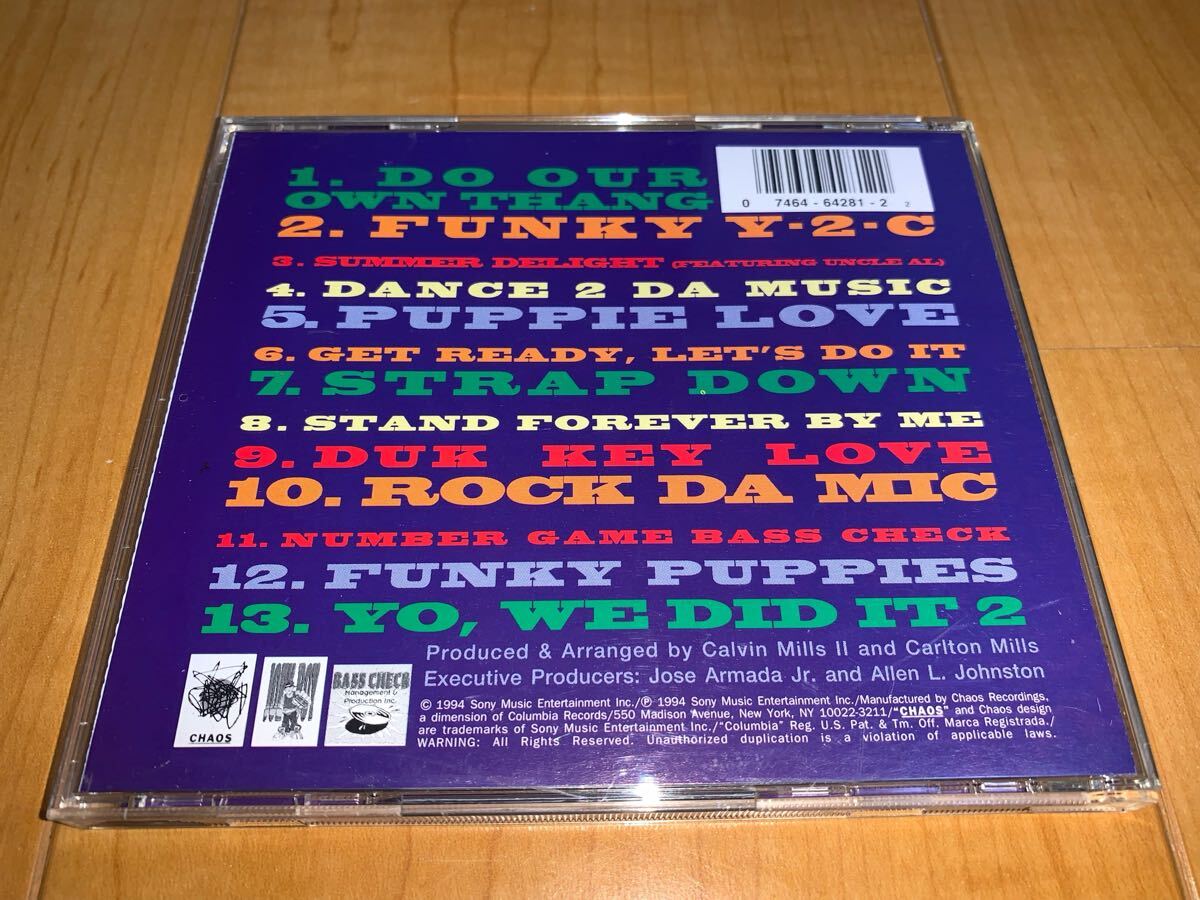 1. DO OUR
OWN THANG
0 7464-64281-2 2
2. FUNKY Y-2-C
3. SUMMER DELIGHT (FEATURING UNCLE AL)
4. DANCE 2 DA MUSIC
5. PUPPIE LOVE
6. GET READY, LET'S DO IT
7. STRAP DOWN
8. STAND FOREVER BY ME
9. DUK KEY LOVE
10. ROCK DA MIC
11. NUMBER GAME BASS CHECK
12. FUNKY PUPPIES
13. YO, WE DID IT 2
Produced & Arranged by Calvin Mills II and Carlton Mills
Executive Producers: Jose Armada Jr. and Allen L. Johnston
CHAOS
BASS CHECK
Management &
Production Inc.
© 1994 Sony Music Entertainment Inc./℗ 1994 Sony Music Entertainment Inc./Manufactured by Chaos Recordings,
a dimension of Columbia Records/550 Madison Avenue, New York, NY 10022-3211/"CHAOS" and Chaos design
are trademarks of Sony Music Entertainment Inc./"Columbia" Reg. U.S. Pat. & Tm. Off. Marca Registrada./
WARNING: All Rights Reserved. Unauthorized duplication is a violation of applicable laws.